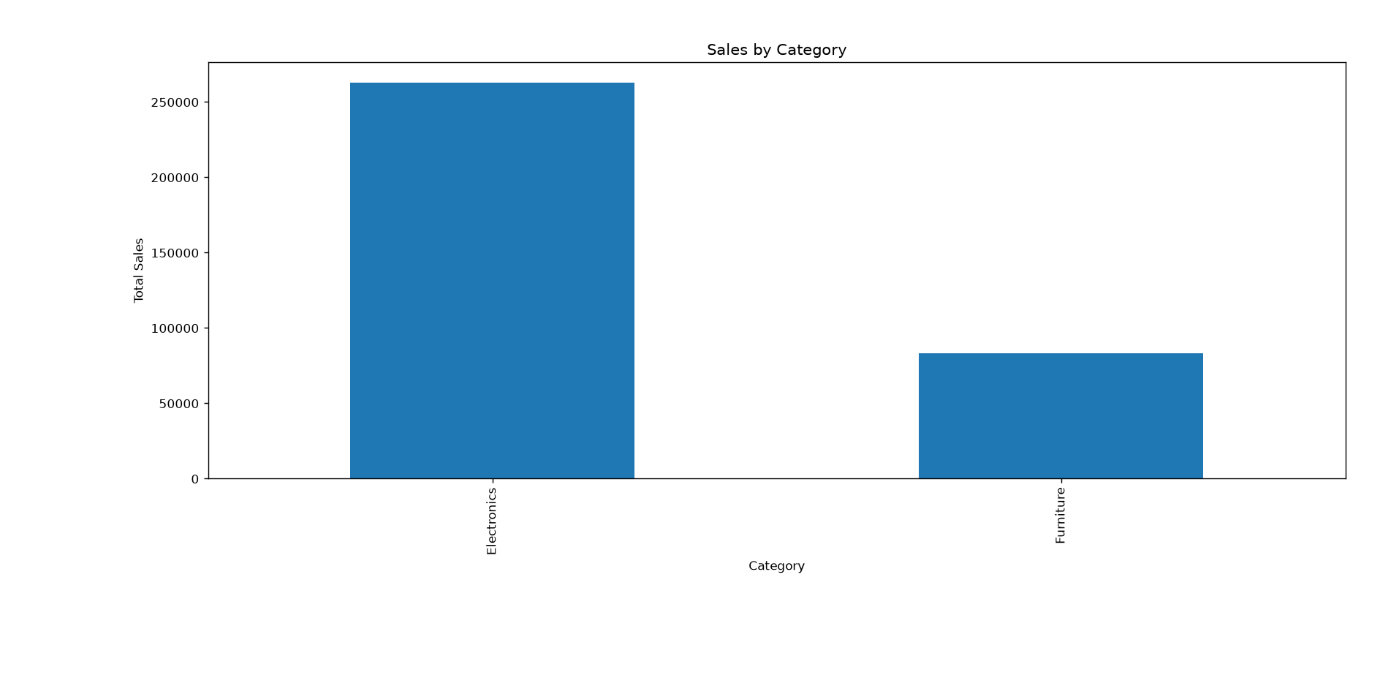 Sales by Category
Total Sales
250000
200000
150000
100000
50000
0
Electronics
Furniture
Category